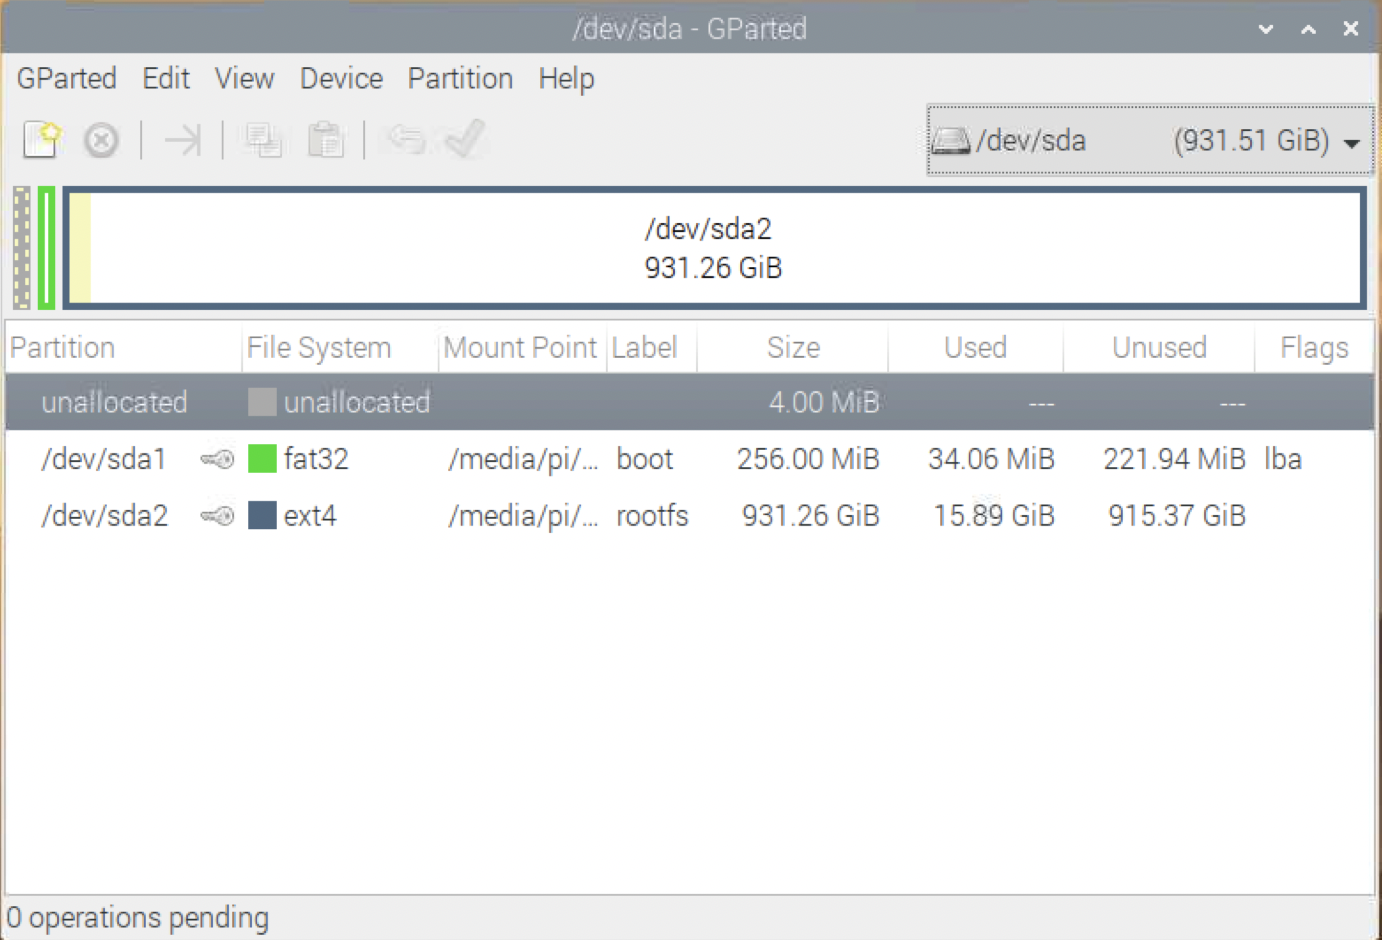 /dev/sda - GParted
GParted Edit View Device Partition Help
/dev/sda (931.51 GiB)
/dev/sda2
931.26 GiB
Partition File System Mount Point Label Size Used Unused Flags
unallocated unallocated 4.00 MiB --- ---
/dev/sda1 fat32 /media/pi/... boot 256.00 MiB 34.06 MiB 221.94 MiB lba
/dev/sda2 ext4 /media/pi/... rootfs 931.26 GiB 15.89 GiB 915.37 GiB
0 operations pending